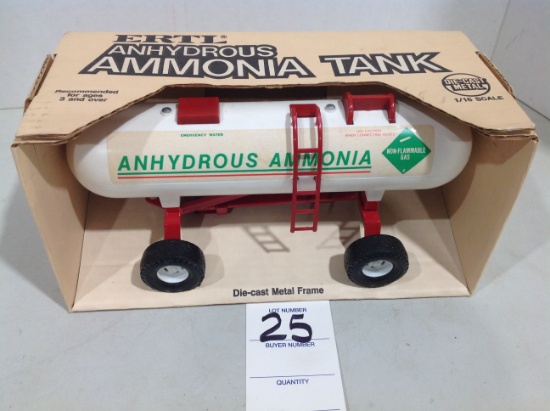 ERTL
ANHYDROUS
AMMONIA TANK
Recommended
for ages
3 and over
DIE-CAST
METAL
1/16 SCALE
EMERGENCY WATER
ANHYDROUS AMMONIA
NON-FLAMMABLE
GAS
Die-cast Metal Frame
LOT NUMBER
25
BUYER NUMBER
QUANTITY